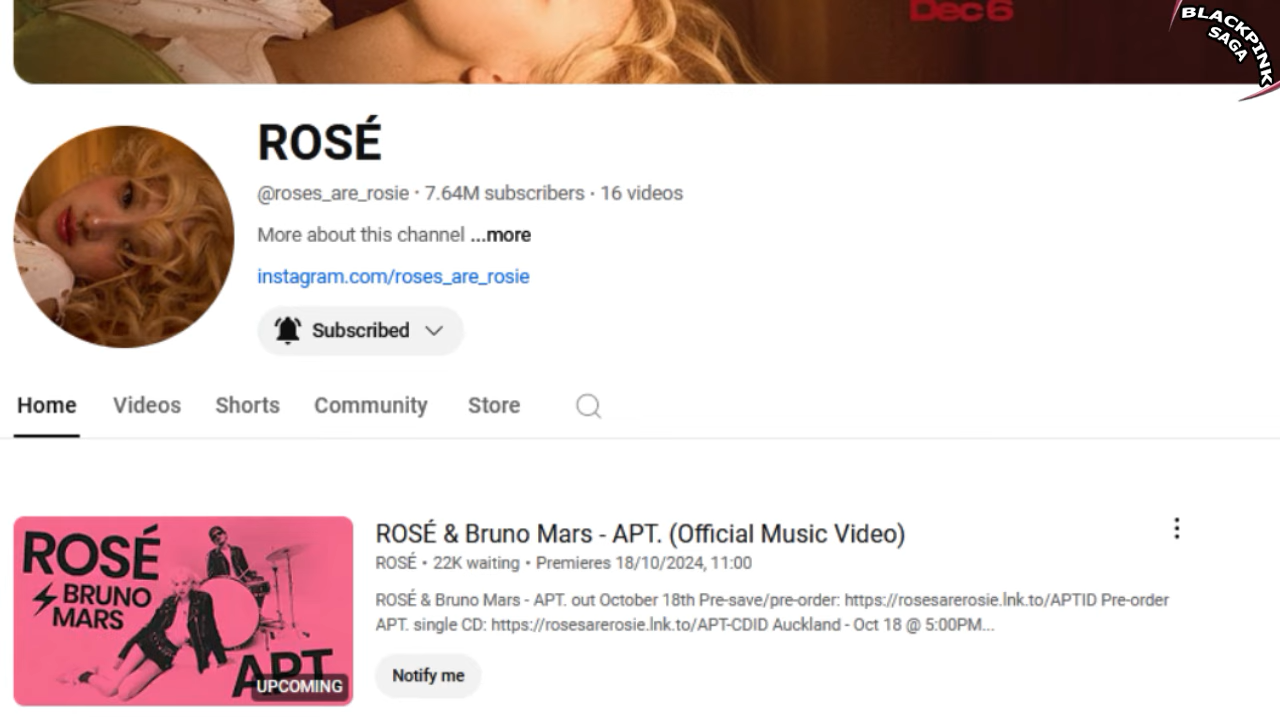 Dec 6
BLACKPINK
SAGA
ROSÉ
@roses_are_rosie · 7.64M subscribers · 16 videos
More about this channel ...more
instagram.com/roses_are_rosie
Subscribed
Home Videos Shorts Community Store
ROSÉ
BRUNO
MARS
APT.
UPCOMING
ROSÉ & Bruno Mars - APT. (Official Music Video)
ROSÉ • 22K waiting • Premieres 18/10/2024, 11:00
ROSÉ & Bruno Mars - APT. out October 18th Pre-save/pre-order: https://rosesarerosie.lnk.to/APTID Pre-order
APT. single CD: https://rosesarerosie.lnk.to/APT-CDID Auckland - Oct 18 @ 5:00PM...
Notify me